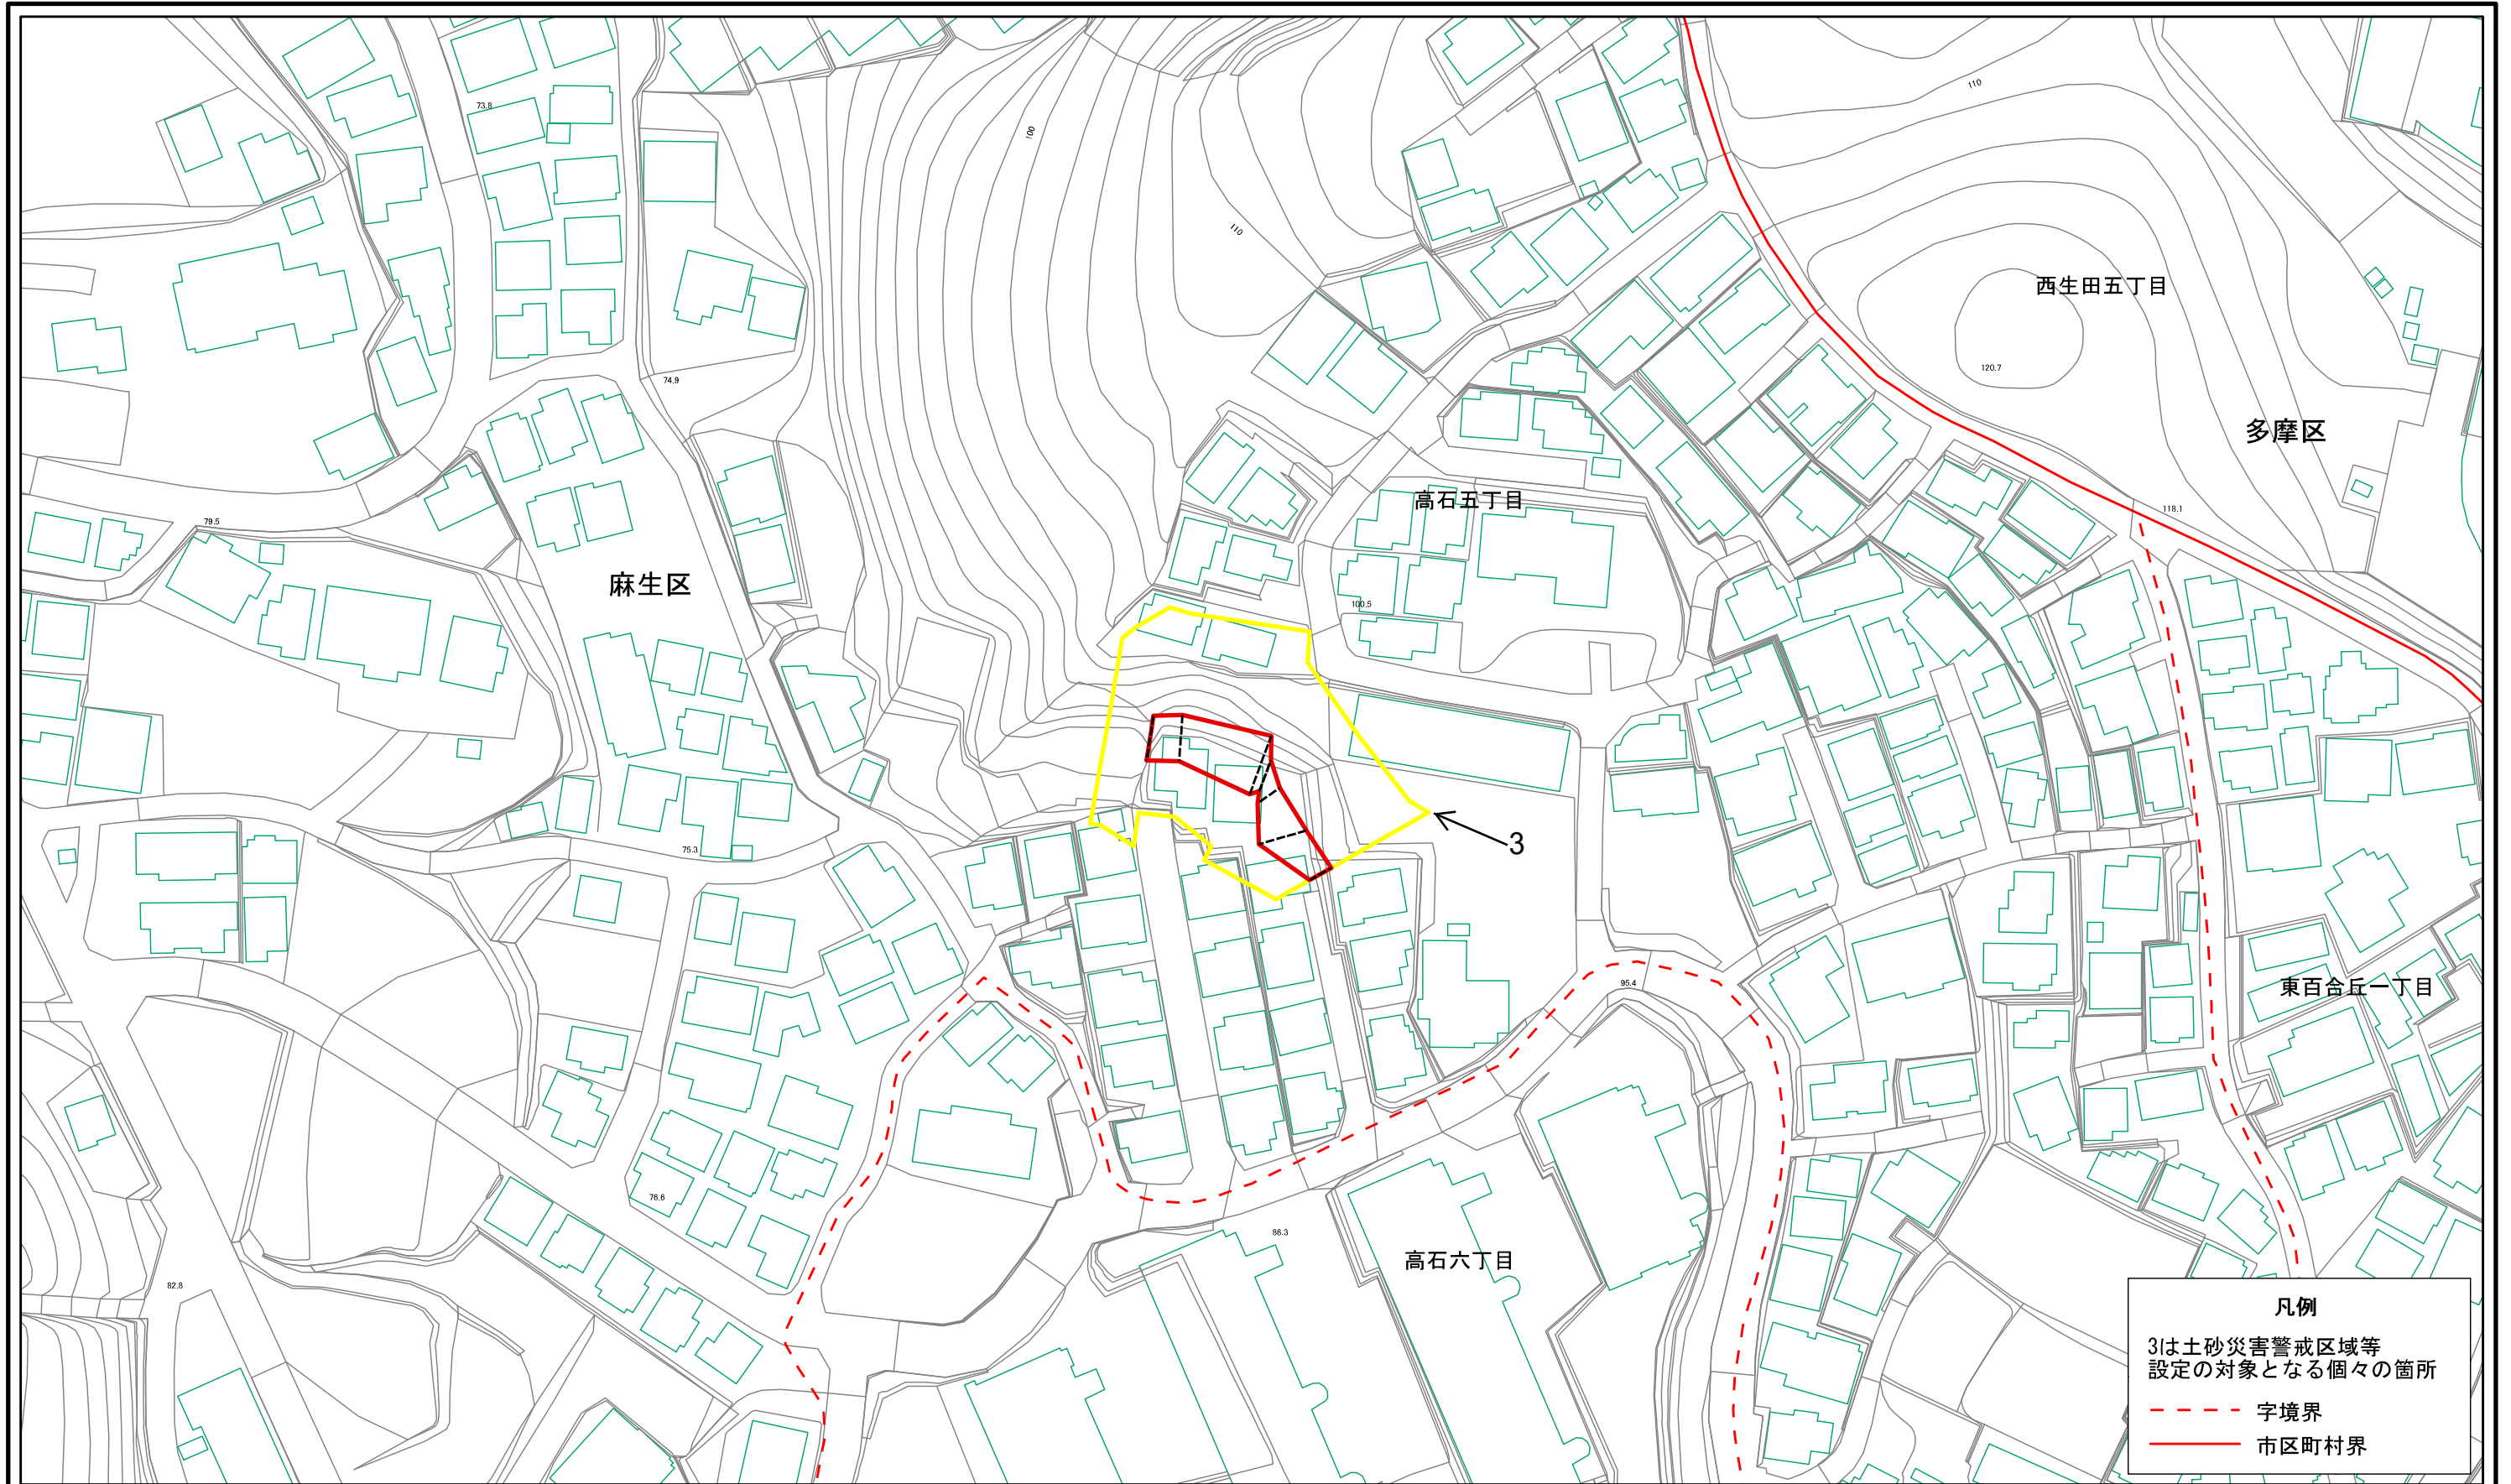 73.8
100
110
110
西生田五丁目
120.7
74.9
多摩区
高石五丁目
118.1
79.5
麻生区
100.5
3
75.3
95.4
東百合丘一丁目
76.6
86.3
高石六丁目
82.8
凡例
3は土砂災害警戒区域等
設定の対象となる個々の箇所
字境界
市区町村界